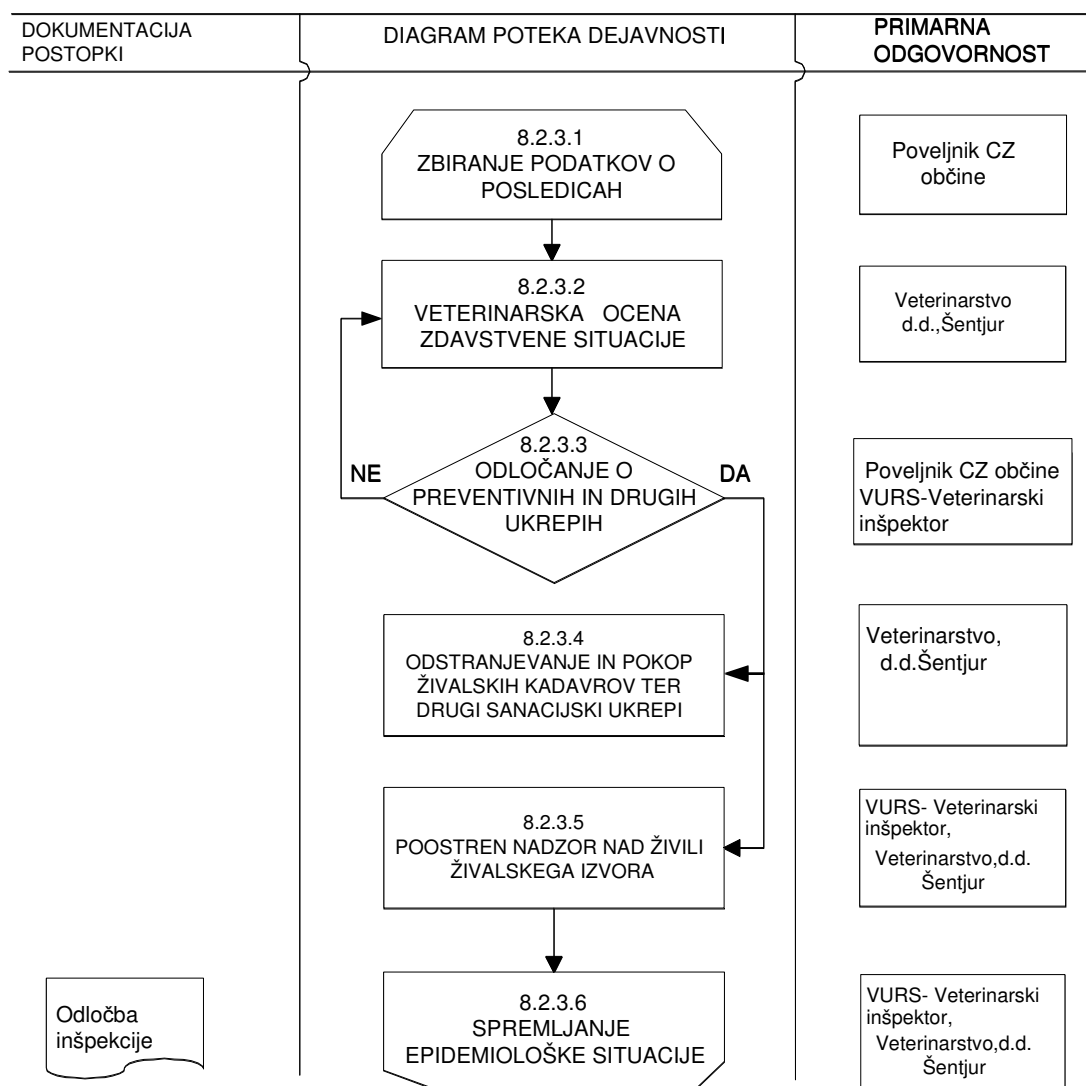 DOKUMENTACIJA
POSTOPKI
DIAGRAM POTEKA DEJAVNOSTI
PRIMARNA
ODGOVORNOST
8.2.3.1
ZBIRANJE PODATKOV O
POSLEDICAH
Poveljnik CZ
občine
8.2.3.2
VETERINARSKA OCENA
ZDAVSTVENE SITUACIJE
Veterinarstvo
d.d.,Šentjur
8.2.3.3
ODLOČANJE O
PREVENTIVNIH IN DRUGIH
UKREPIH
NE
DA
Poveljnik CZ občine
VURS-Veterinarski
inšpektor
8.2.3.4
ODSTRANJEVANJE IN POKOP
ŽIVALSKIH KADAVROV TER
DRUGI SANACIJSKI UKREPI
Veterinarstvo,
d.d.Šentjur
8.2.3.5
POOSTREN NADZOR NAD ŽIVILI
ŽIVALSKEGA IZVORA
VURS- Veterinarski
inšpektor,
Veterinarstvo,d.d.
Šentjur
Odločba
inšpekcije
8.2.3.6
SPREMLJANJE
EPIDEMIOLOŠKE SITUACIJE
VURS- Veterinarski
inšpektor,
Veterinarstvo,d.d.
Šentjur